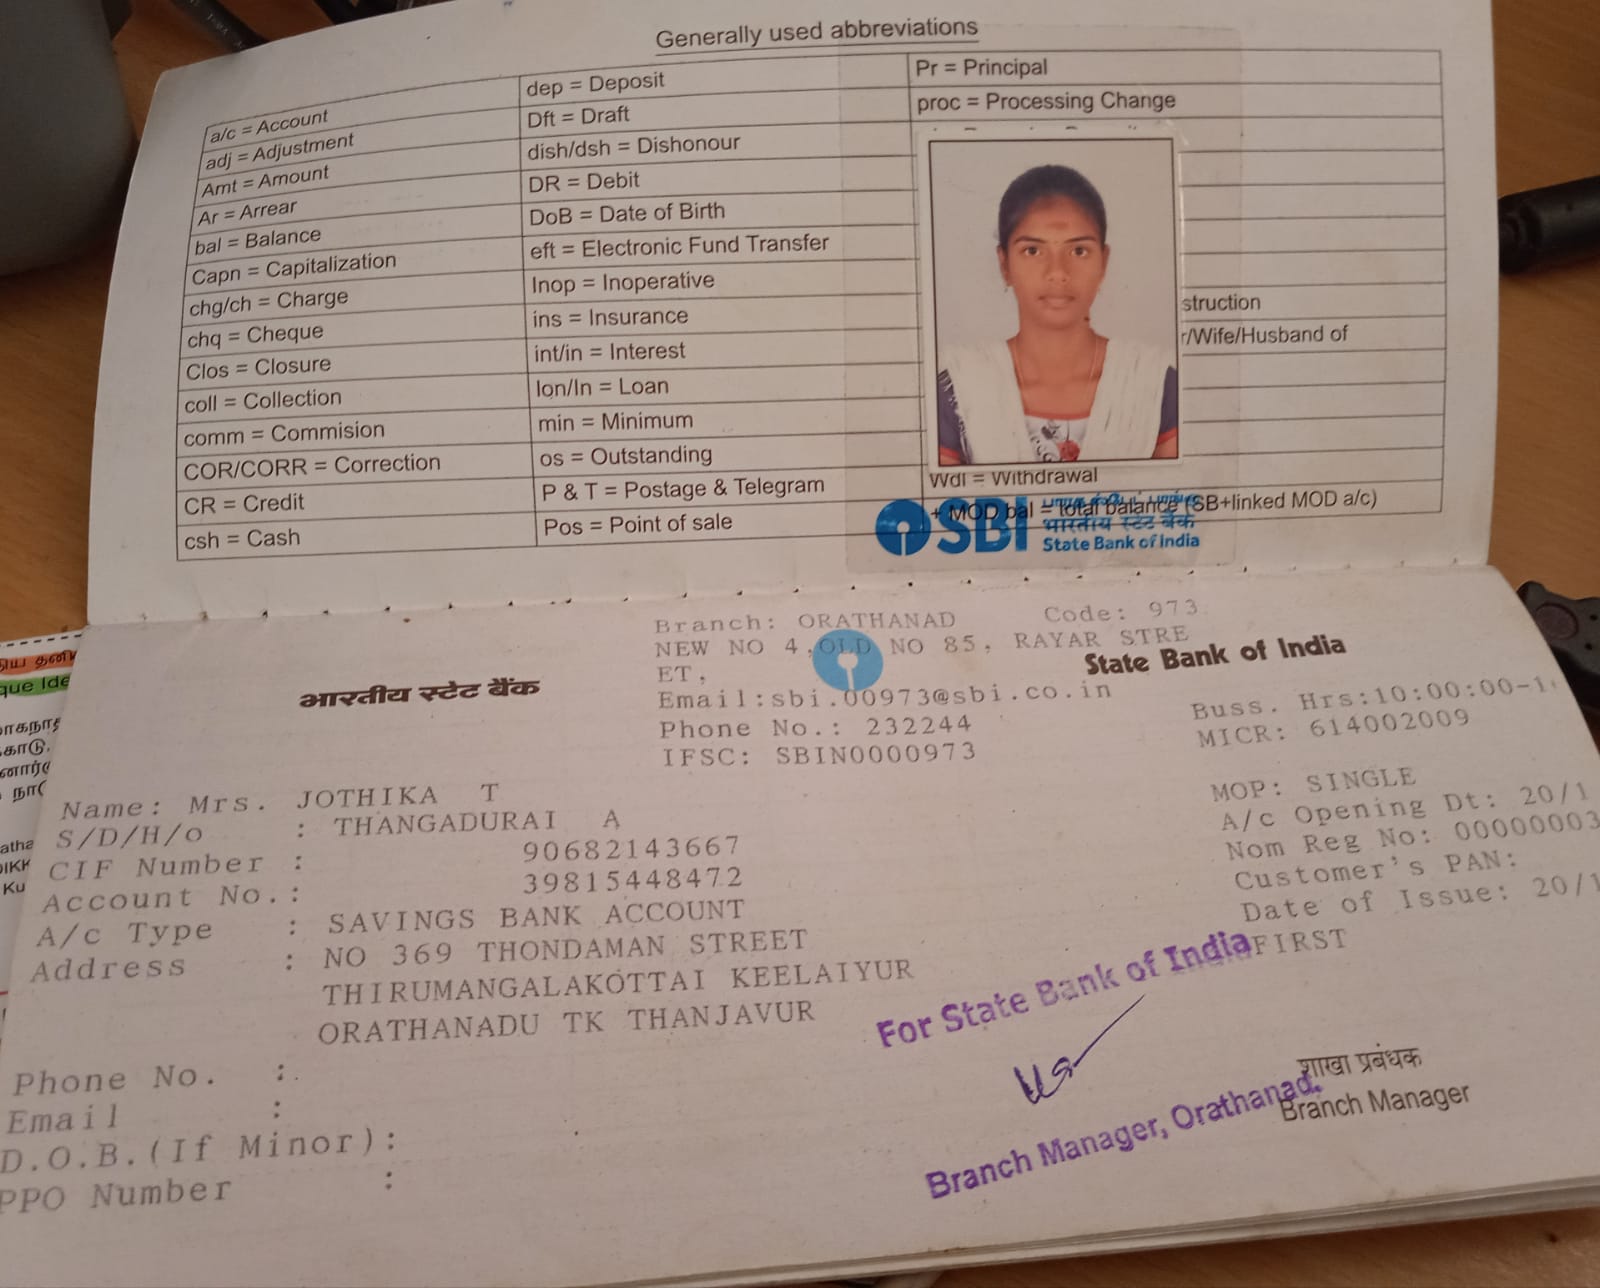 Generally used abbreviations
a/c = Account
adj = Adjustment
Amt = Amount
Ar = Arrear
bal = Balance
Capn = Capitalization
chg/ch = Charge
chq = Cheque
Clos = Closure
coll = Collection
comm = Commision
COR/CORR = Correction
CR = Credit
csh = Cash
dep = Deposit
Dft = Draft
dish/dsh = Dishonour
DR = Debit
DoB = Date of Birth
eft = Electronic Fund Transfer
Inop = Inoperative
ins = Insurance
int/in = Interest
lon/ln = Loan
min = Minimum
os = Outstanding
P & T = Postage & Telegram
Pos = Point of sale
Pr = Principal
proc = Processing Change
struction
r/Wife/Husband of
Wdl = Withdrawal
+ MOD bal = total balance (SB+linked MOD a/c)
SBI
भारतीय स्टेट बैंक
State Bank of India
Branch: ORATHANAD Code: 973
NEW NO 4,OLD NO 85, RAYAR STRE
ET,
भारतीय स्टेट बैंक
State Bank of India
Email:sbi.00973@sbi.co.in
Phone No.: 232244
IFSC: SBIN0000973
Buss. Hrs:10:00:00-1
MICR: 614002009
Name: Mrs. JOTHIKA T
S/D/H/o : THANGADURAI A
CIF Number : 90682143667
Account No.: 39815448472
A/c Type : SAVINGS BANK ACCOUNT
Address : NO 369 THONDAMAN STREET
THIRUMANGALAKOTTAI KEELAIYUR
ORATHANADU TK THANJAVUR
Phone No. :
Email :
D.O.B.(If Minor):
PPO Number :
MOP: SINGLE
A/c Opening Dt: 20/1
Nom Reg No: 00000003
Customer's PAN:
Date of Issue: 20/1
FIRST
For State Bank of India
Branch Manager, Orathanad.
शाखा प्रबंधक
Branch Manager
que Ide